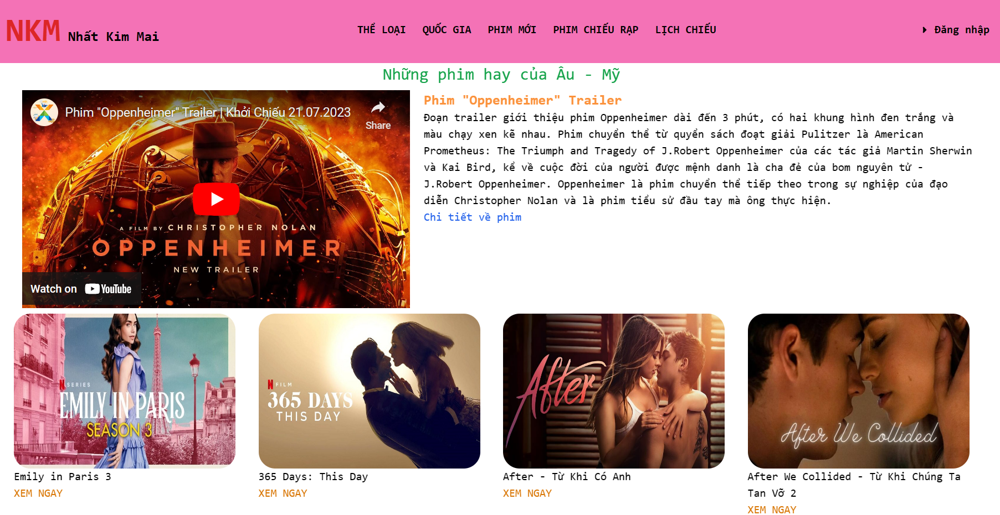 NKM Nhất Kim Mai
THỂ LOẠI QUỐC GIA PHIM MỚI PHIM CHIẾU RẠP LỊCH CHIẾU
Đăng nhập
Những phim hay của Âu - Mỹ
Phim "Oppenheimer" Trailer | Khởi Chiếu 21.07.2023
Share
A FILM BY CHRISTOPHER NOLAN
OPPENHEIMER
NEW TRAILER
Watch on YouTube
Phim "Oppenheimer" Trailer
Đoạn trailer giới thiệu phim Oppenheimer dài đến 3 phút, có hai khung hình đen trắng và
màu chạy xen kẽ nhau. Phim chuyển thể từ quyển sách đoạt giải Pulitzer là American
Prometheus: The Triumph and Tragedy of J.Robert Oppenheimer của các tác giả Martin Sherwin
và Kai Bird, kể về cuộc đời của người được mệnh danh là cha đẻ của bom nguyên tử -
J.Robert Oppenheimer. Oppenheimer là phim chuyển thể tiếp theo trong sự nghiệp của đạo
diễn Christopher Nolan và là phim tiểu sử đầu tay mà ông thực hiện.
Chi tiết về phim
N SERIES
EMILY IN PARIS
SEASON 3
Emily in Paris 3
XEM NGAY
N FILM
365 DAYS
THIS DAY
365 Days: This Day
XEM NGAY
After
After - Từ Khi Có Anh
XEM NGAY
After We Collided
After We Collided - Từ Khi Chúng Ta
Tan Vỡ 2
XEM NGAY